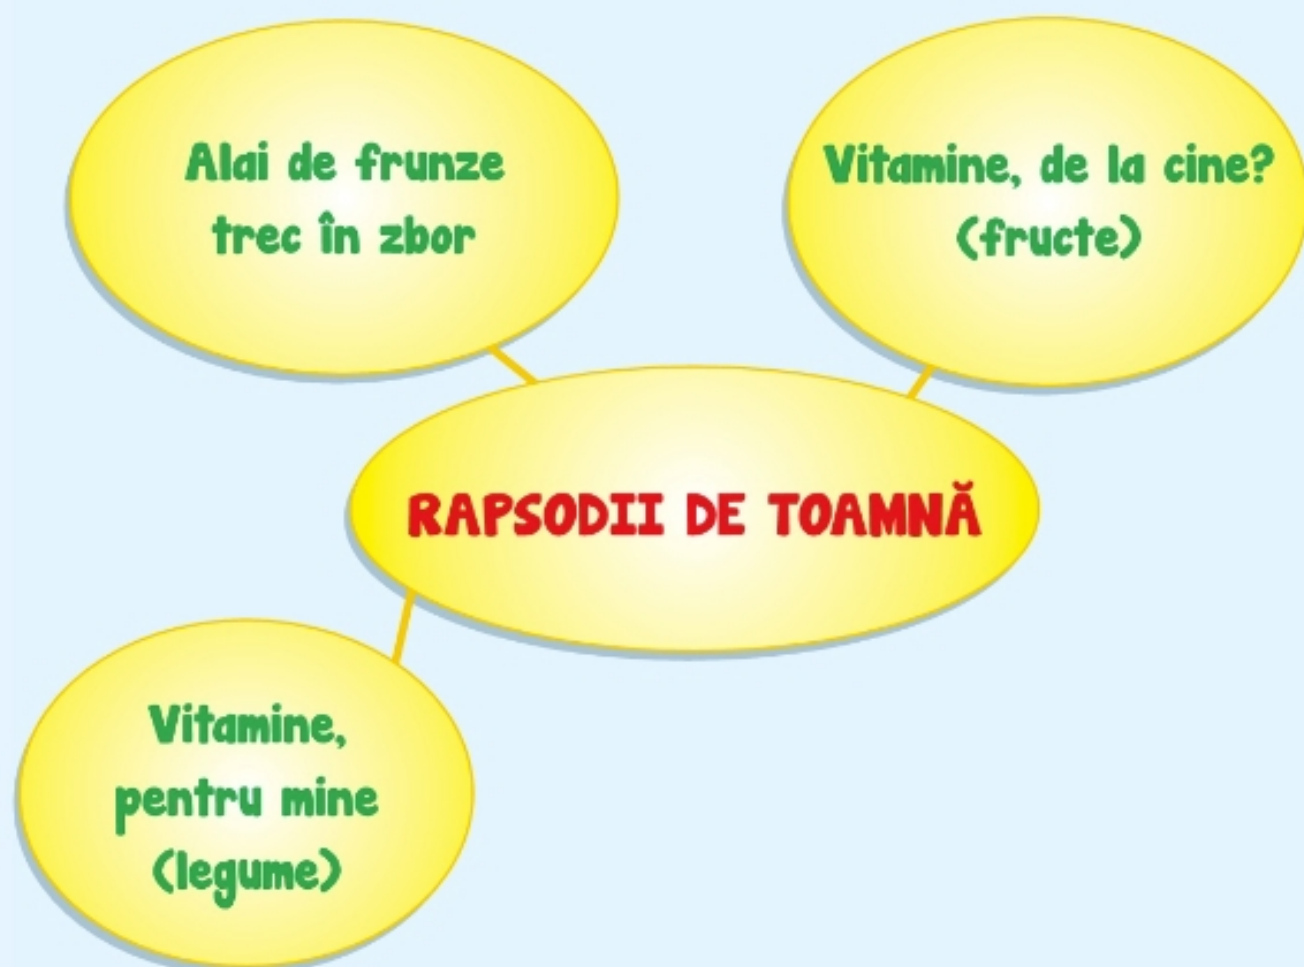 Alai de frunze
trec în zbor
Vitamine, de la cine?
(fructe)
RAPSODII DE TOAMNĂ
Vitamine,
pentru mine
(legume)